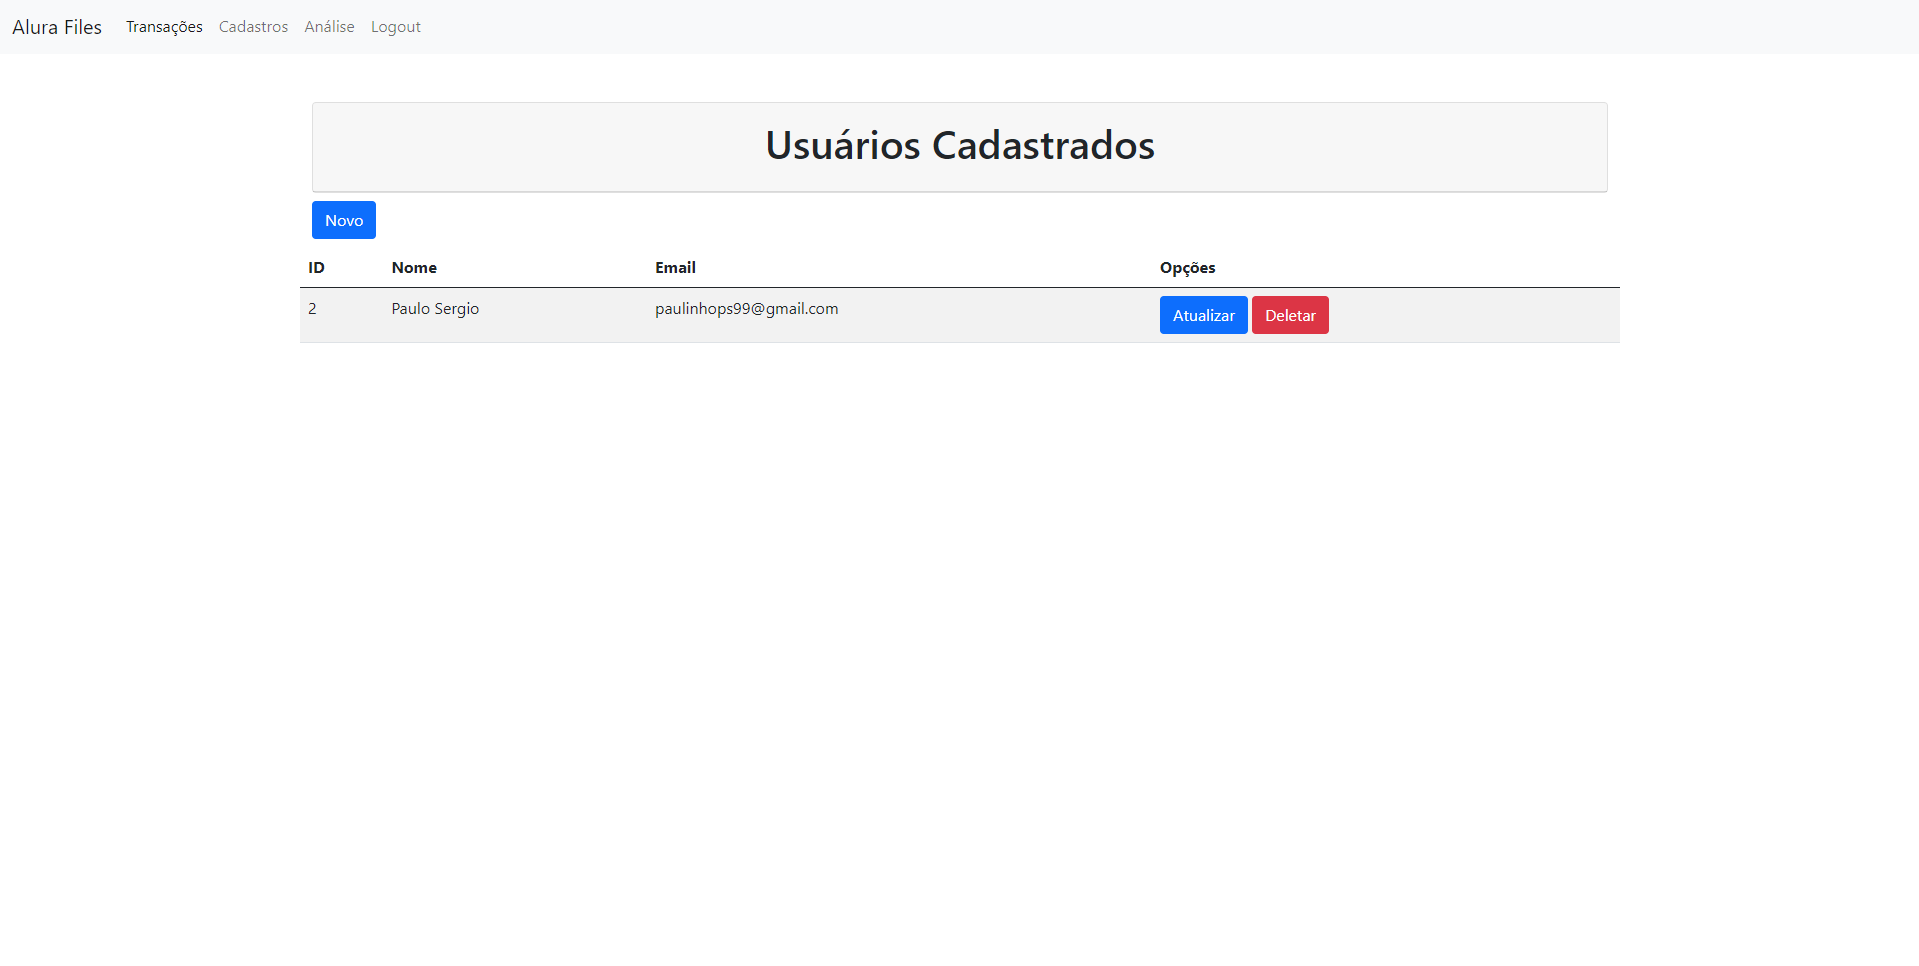 Alura Files Transações Cadastros Análise Logout
Usuários Cadastrados
Novo
ID Nome Email Opções
2 Paulo Sergio paulinhops99@gmail.com Atualizar Deletar